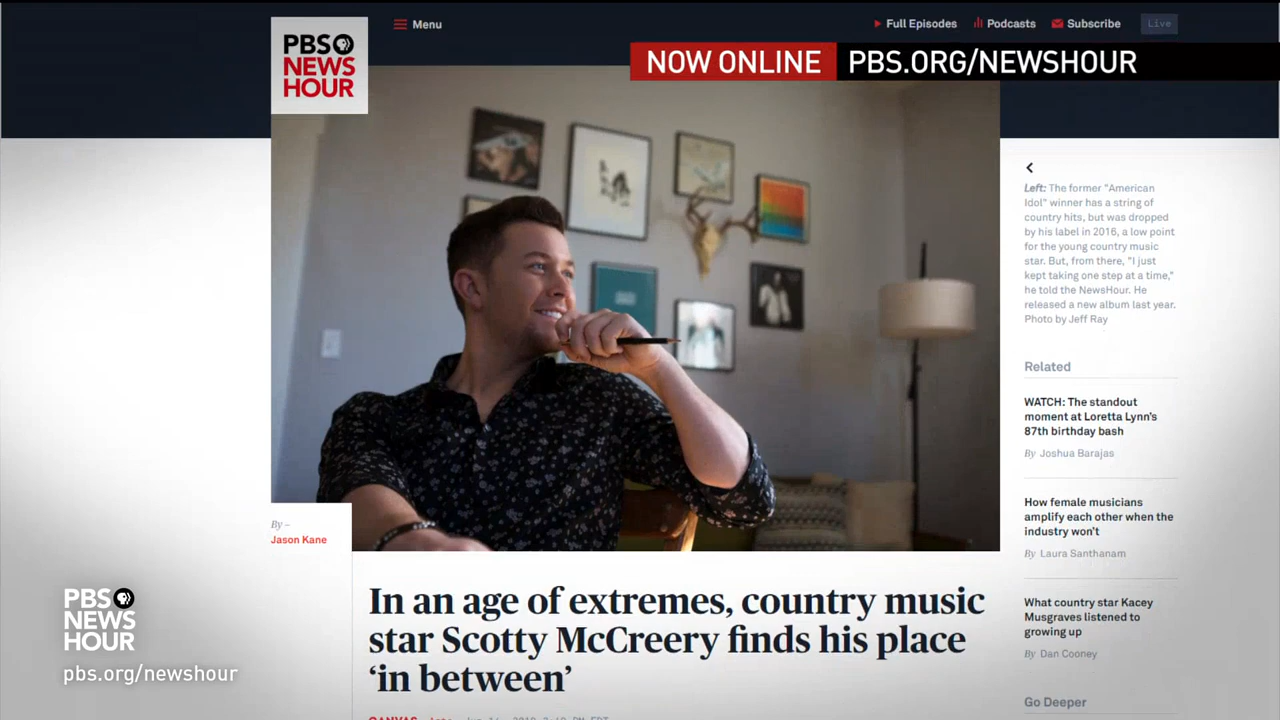 PBS
NEWS
HOUR
Menu
Full Episodes
Podcasts
Subscribe
Live
NOW ONLINE
PBS.ORG/NEWSHOUR
Left: The former "American
Idol" winner has a string of
country hits, but was dropped
by his label in 2016, a low point
for the young country music
star. But, from there, "I just
kept taking one step at a time,"
he told the NewsHour. He
released a new album last year.
Photo by Jeff Ray
Related
WATCH: The standout
moment at Loretta Lynn's
87th birthday bash
By Joshua Barajas
How female musicians
amplify each other when the
industry won't
By Laura Santhanam
What country star Kacey
Musgraves listened to
growing up
By Dan Cooney
Go Deeper
By –
Jason Kane
In an age of extremes, country music
star Scotty McCreery finds his place
‘in between’
PBS
NEWS
HOUR
pbs.org/newshour